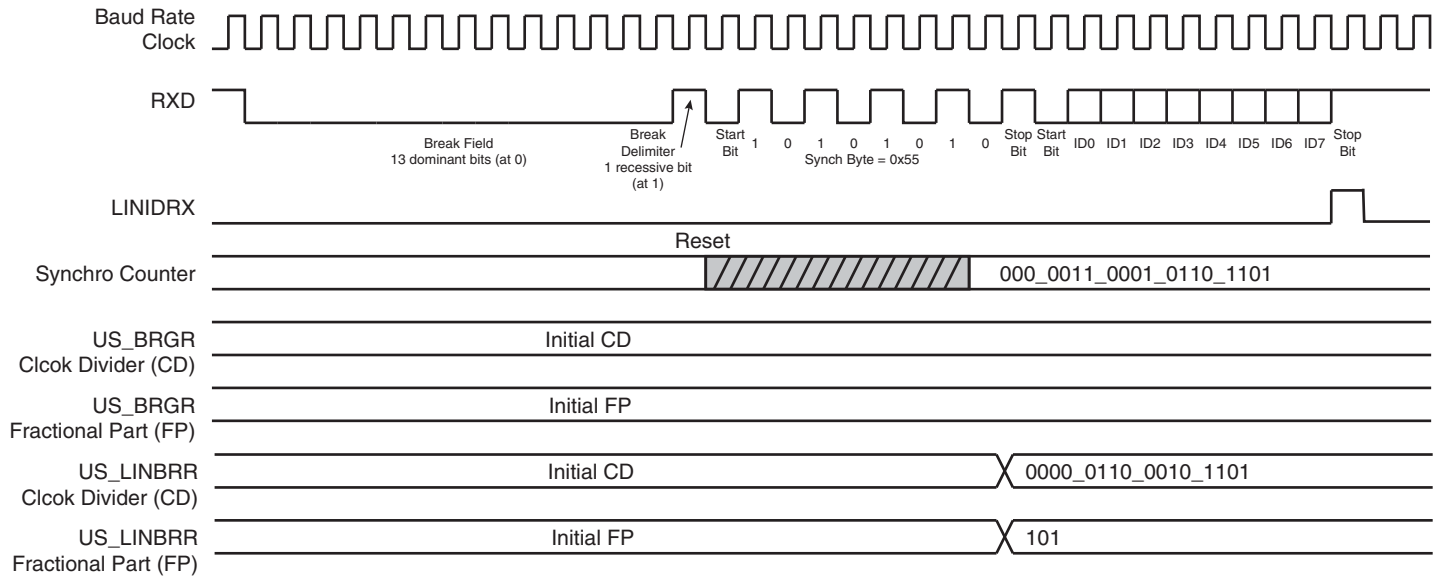 Baud Rate
Clock
RXD
Break Field
13 dominant bits (at 0)
Break
Delimiter
1 recessive bit
(at 1)
Start
Bit
1 0 1 0 1 0 1 0
Synch Byte = 0x55
Stop
Bit
Start
Bit
ID0 ID1 ID2 ID3 ID4 ID5 ID6 ID7
Stop
Bit
LINIDRX
Reset
Synchro Counter
000_0011_0001_0110_1101
US_BRGR
Clcok Divider (CD)
Initial CD
US_BRGR
Fractional Part (FP)
Initial FP
US_LINBRR
Clcok Divider (CD)
Initial CD
0000_0110_0010_1101
US_LINBRR
Fractional Part (FP)
Initial FP
101